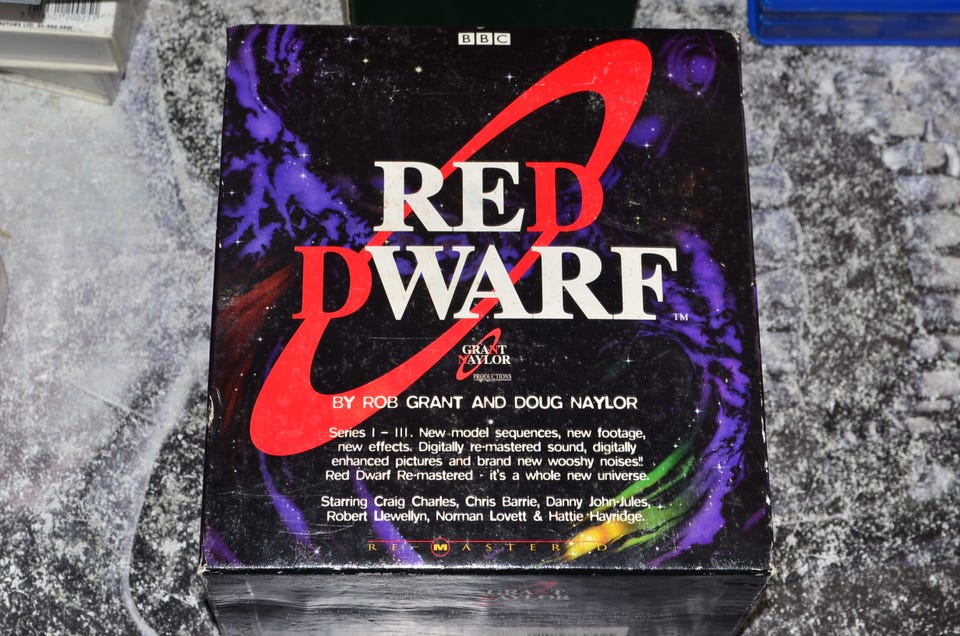 BBC
RED
DWARF
TM
GRANT
NAYLOR
PRODUCTIONS
BY ROB GRANT AND DOUG NAYLOR
Series I - III. New model sequences, new footage,
new effects. Digitally re-mastered sound, digitally
enhanced pictures and brand new wooshy noises!!
Red Dwarf Re-mastered - it's a whole new universe.
Starring Craig Charles, Chris Barrie, Danny John-Jules,
Robert Llewellyn, Norman Lovett & Hattie Hayridge.
RE-MASTERED
GRANT
NAYLOR